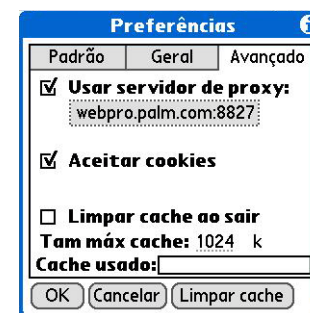 Preferências
Padrão Geral Avançado
Usar servidor de proxy:
webpro.palm.com:8827
Aceitar cookies
Limpar cache ao sair
Tam máx cache: 1024 k
Cache usado:
OK Cancelar Limpar cache